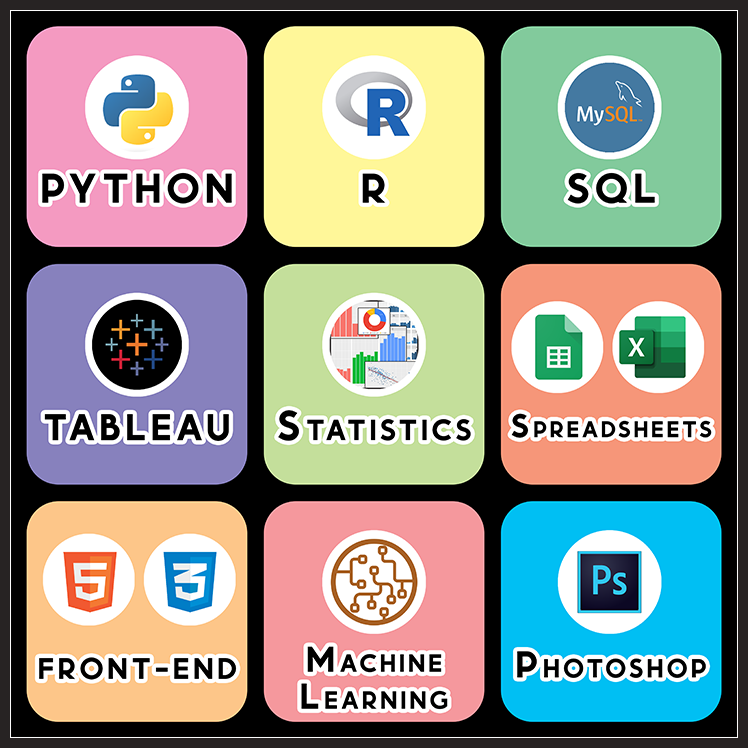 R
MySQL
PYTHON
R
SQL
X
TABLEAU
STATISTICS
SPREADSHEETS
5
3
Ps
FRONT-END
MACHINE
LEARNING
PHOTOSHOP